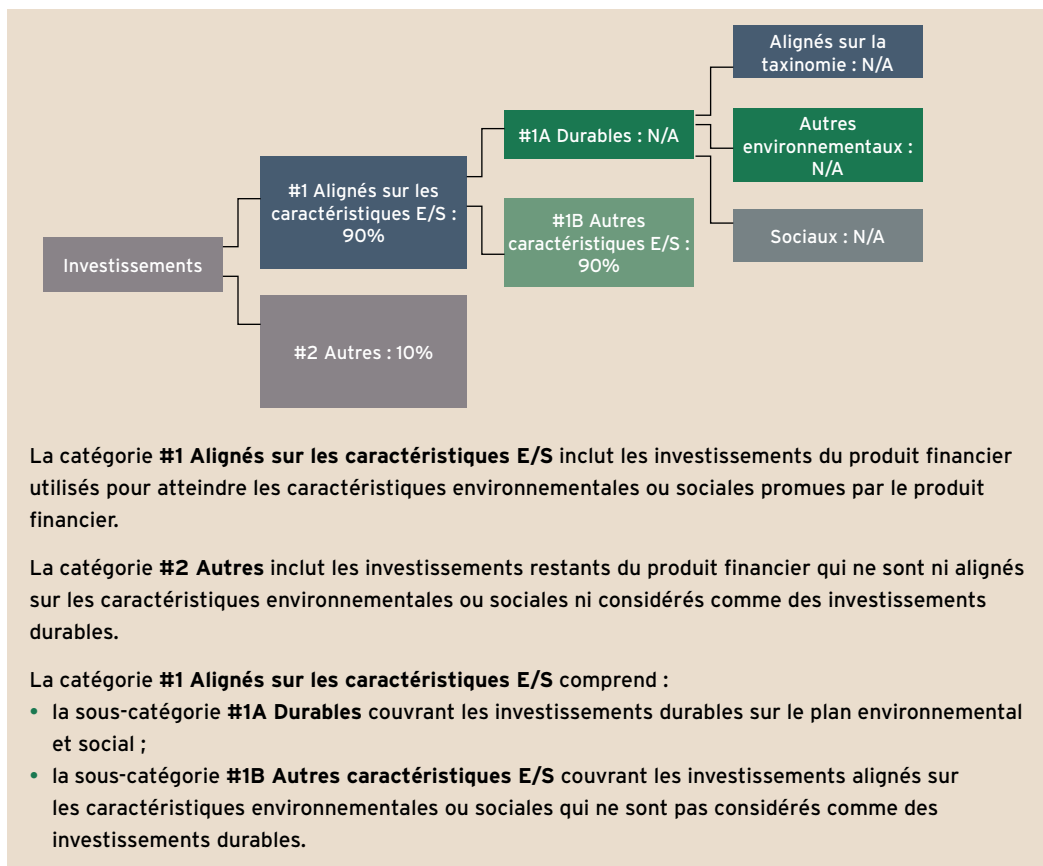 Alignés sur la
taxinomie : N/A
#1A Durables : N/A
Autres
environnementaux :
N/A
#1 Alignés sur les
caractéristiques E/S :
90%
#1B Autres
caractéristiques E/S :
90%
Sociaux : N/A
Investissements
#2 Autres : 10%
La catégorie #1 Alignés sur les caractéristiques E/S inclut les investissements du produit financier
utilisés pour atteindre les caractéristiques environnementales ou sociales promues par le produit
financier.
La catégorie #2 Autres inclut les investissements restants du produit financier qui ne sont ni alignés
sur les caractéristiques environnementales ou sociales ni considérés comme des investissements
durables.
La catégorie #1 Alignés sur les caractéristiques E/S comprend :
• la sous-catégorie #1A Durables couvrant les investissements durables sur le plan environnemental
et social ;
• la sous-catégorie #1B Autres caractéristiques E/S couvrant les investissements alignés sur
les caractéristiques environnementales ou sociales qui ne sont pas considérés comme des
investissements durables.